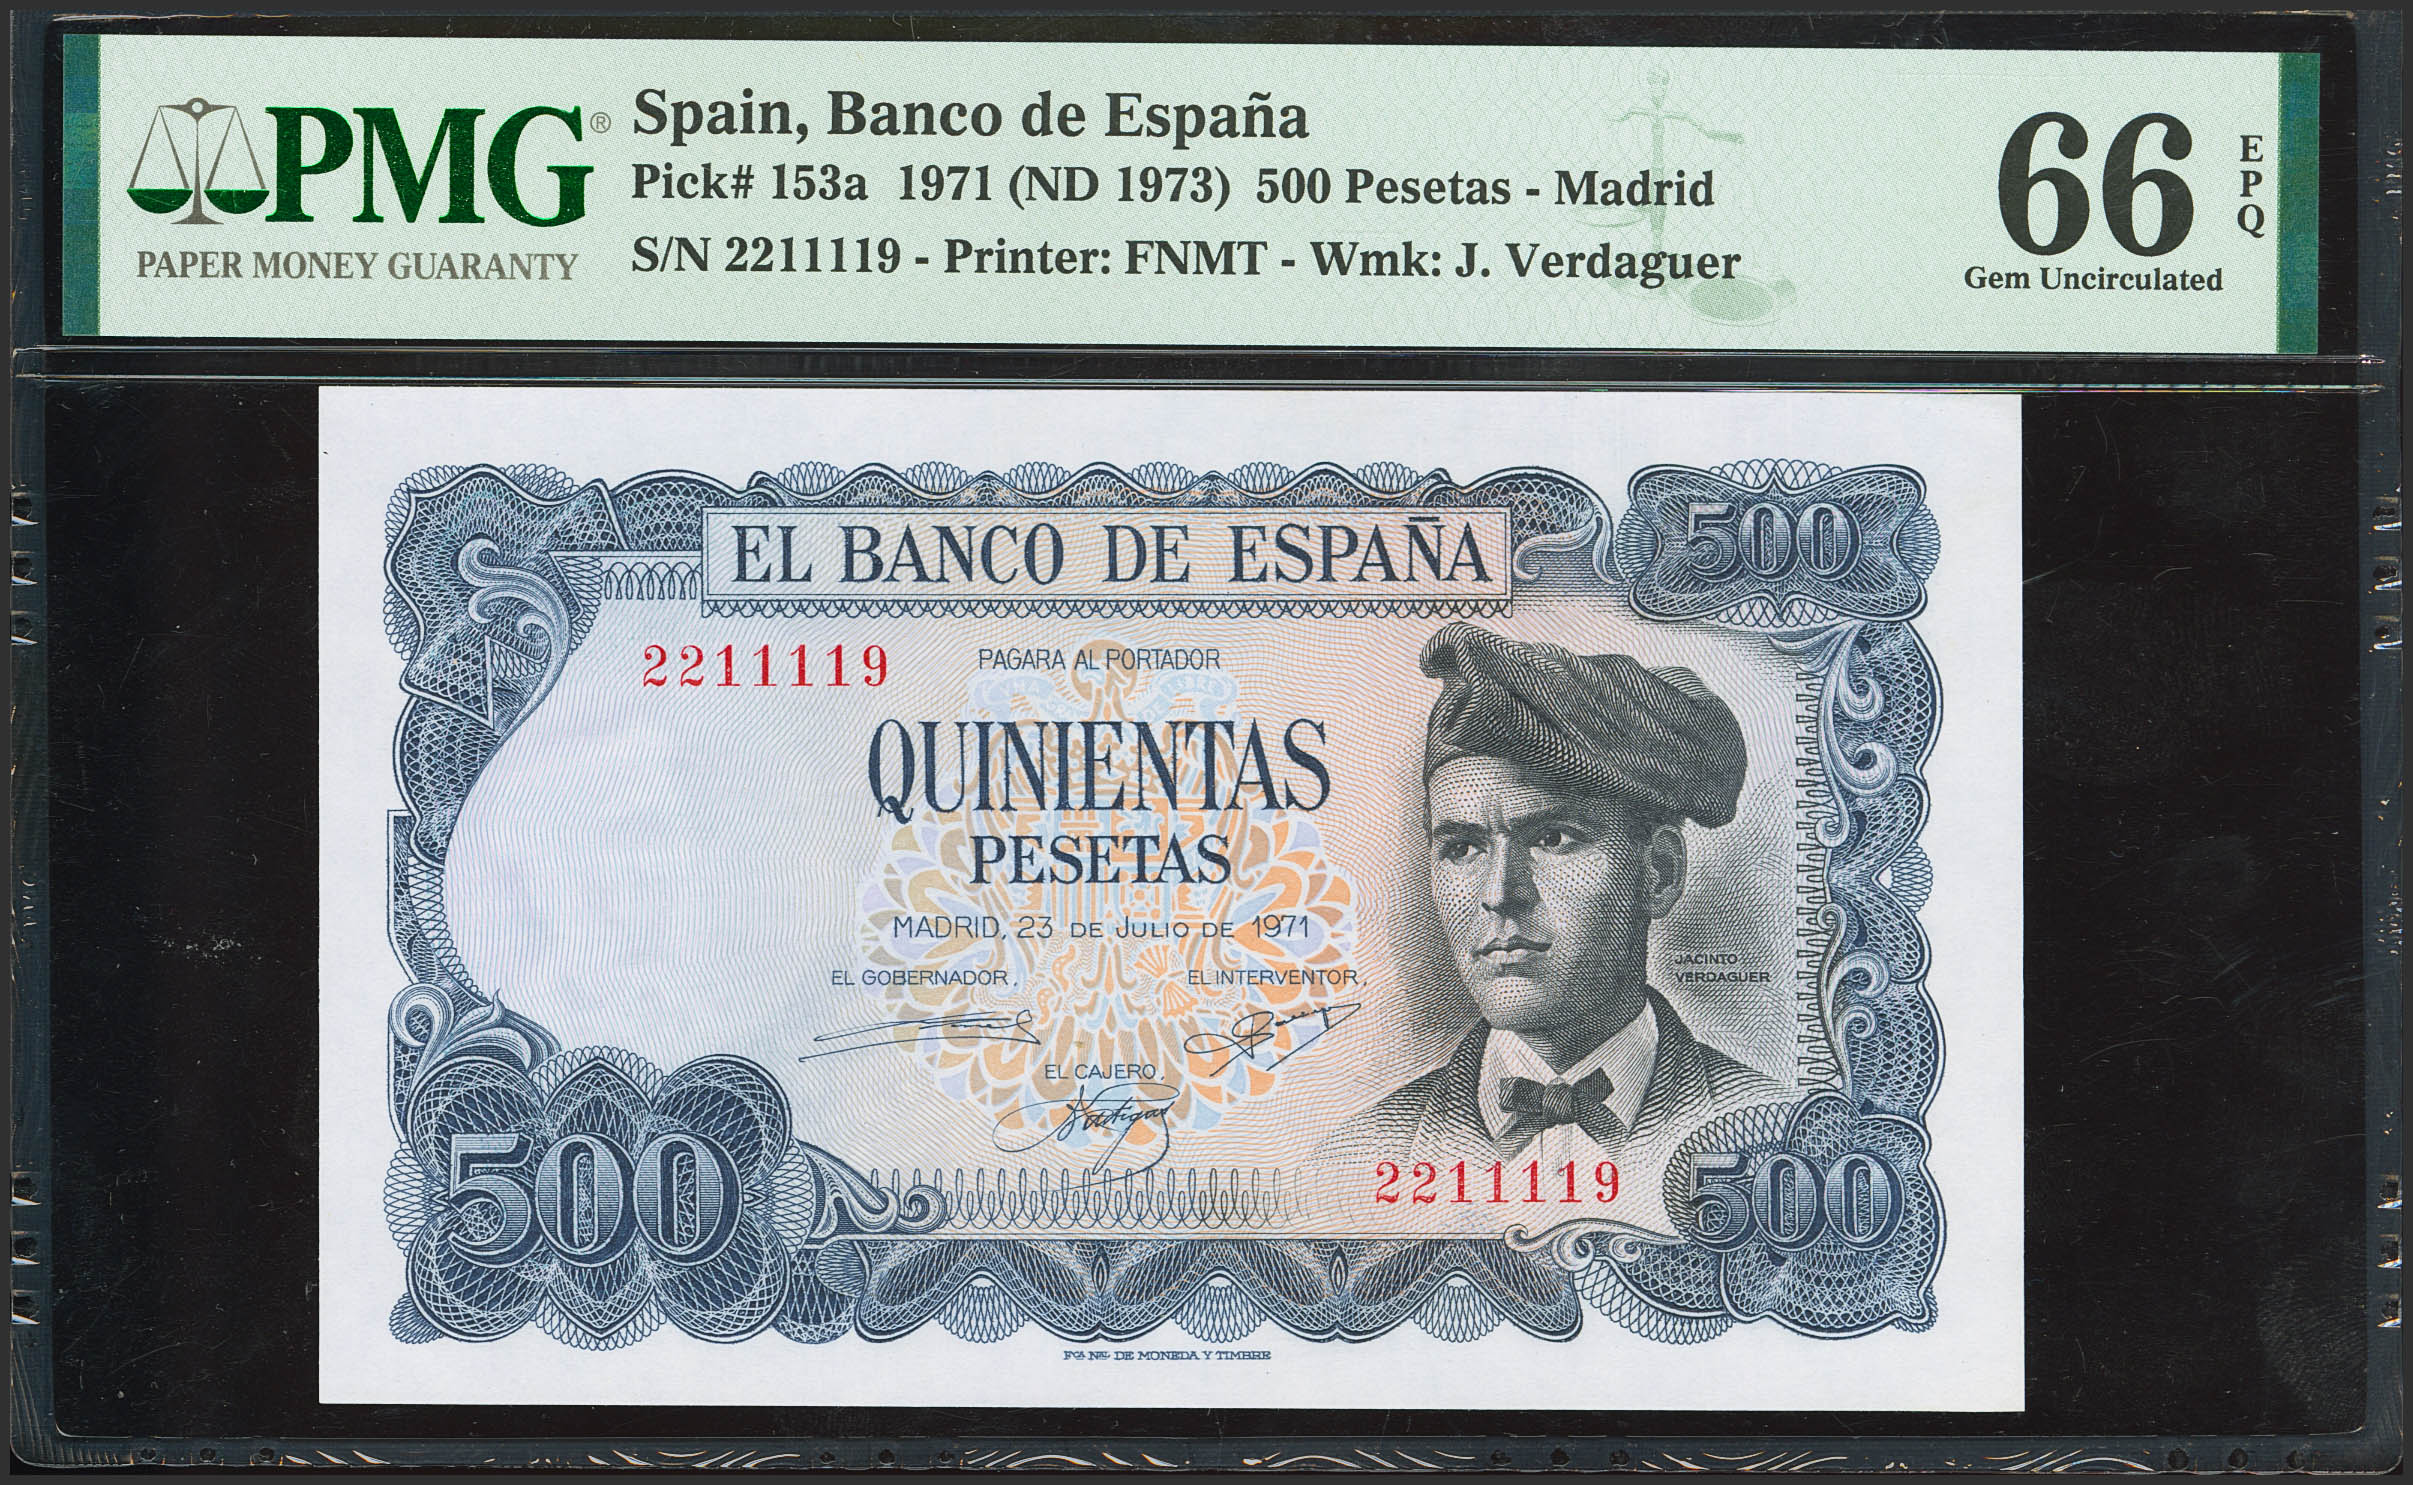 PMG®
PAPER MONEY GUARANTY
Spain, Banco de España
Pick# 153a 1971 (ND 1973) 500 Pesetas - Madrid
S/N 2211119 - Printer: FNMT - Wmk: J. Verdaguer
66
EPQ
Gem Uncirculated
EL BANCO DE ESPAÑA
500
2211119
PAGARA AL PORTADOR
QUINIENTAS
PESETAS
MADRID, 23 DE JULIO DE 1971
JACINTO
VERDAGUER
EL GOBERNADOR,
EL INTERVENTOR,
EL CAJERO,
2211119
500
500
FCA NAL DE MONEDA Y TIMBRE